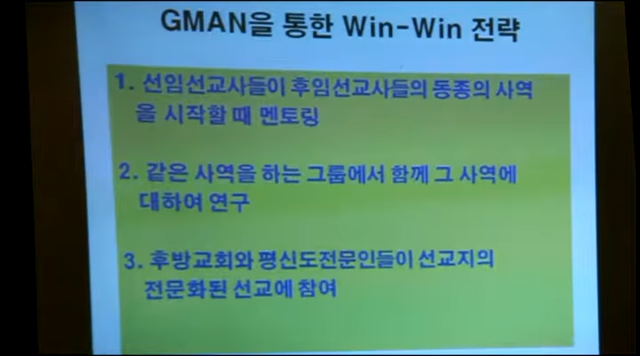 GMAN을 통한 Win-Win 전략
1. 선임선교사들이 후임선교사들의 동종의 사역
을 시작할 때 멘토링
2. 같은 사역을 하는 그룹에서 함께 그 사역에
대하여 연구
3. 후방교회와 평신도전문인들이 선교지의
전문화된 선교에 참여